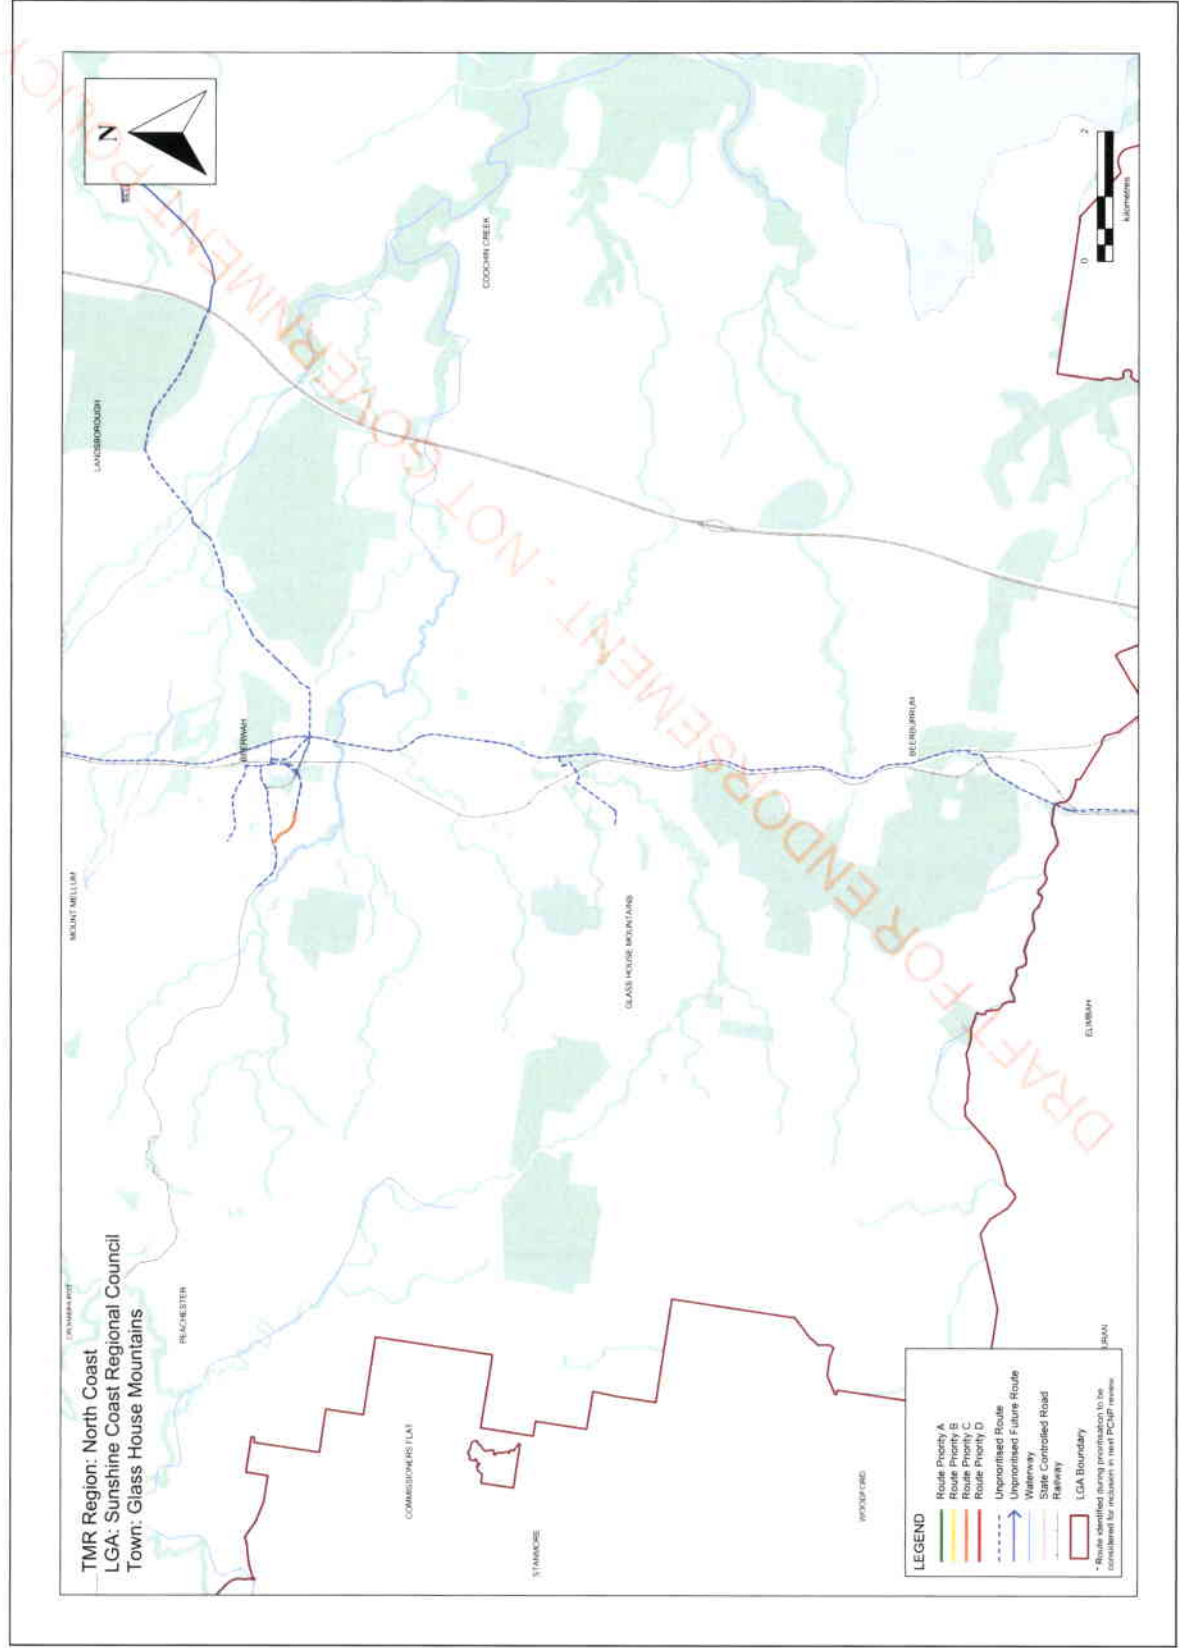 TMR Region: North Coast
LGA: Sunshine Coast Regional Council
Town: Glass House Mountains
N
LANDSBOROUGH
COOCHIN CREEK
MOUNT MELLUM
BEERWAH
PEACHESTER
GLASS HOUSE MOUNTAINS
BEERBURRUM
COMMISSIONERS FLAT
STANMORE
WOODFORD
ELIMBAH
DRAFT FOR ENDORSEMENT - NOT GOVERNMENT POLICY
0 2
kilometres
LEGEND
Route Priority A
Route Priority B
Route Priority C
Route Priority D
Unprioritised Route
Unprioritised Future Route
Waterway
State Controlled Road
Railway
LGA Boundary
* Route identified during prioritisation to be
considered for inclusion in next PCNP review